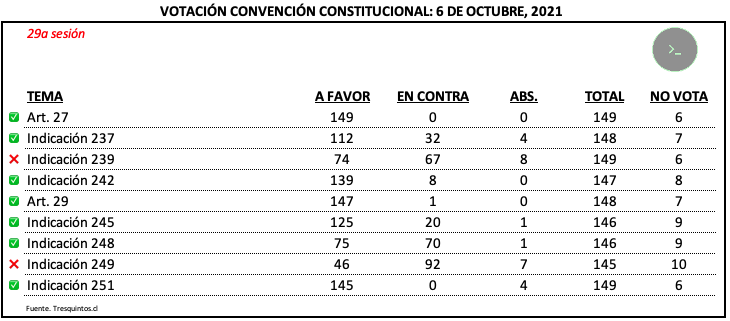 VOTACIÓN CONVENCIÓN CONSTITUCIONAL: 6 DE OCTUBRE, 2021
29a sesión
>_
TEMA A FAVOR EN CONTRA ABS. TOTAL NO VOTA
Art. 27 149 0 0 149 6
Indicación 237 112 32 4 148 7
Indicación 239 74 67 8 149 6
Indicación 242 139 8 0 147 8
Art. 29 147 1 0 148 7
Indicación 245 125 20 1 146 9
Indicación 248 75 70 1 146 9
Indicación 249 46 92 7 145 10
Indicación 251 145 0 4 149 6
Fuente. Tresquintos.cl